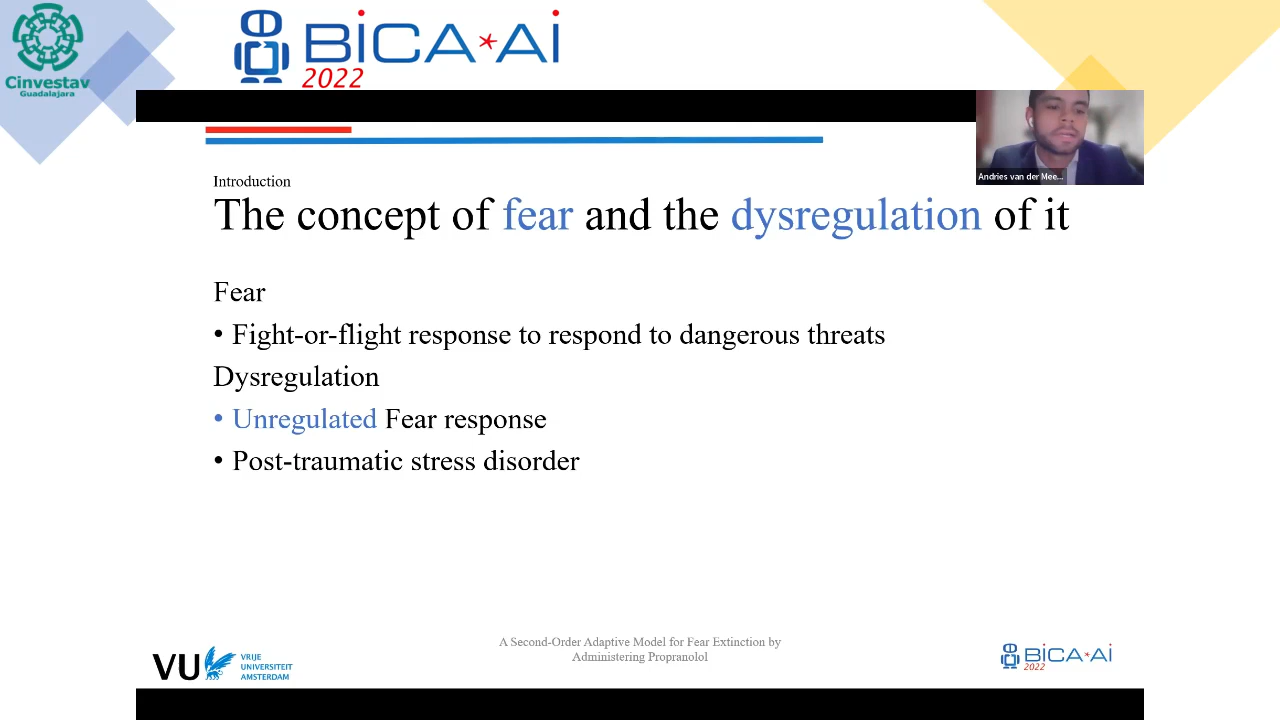 Cinvestav
Guadalajara
BiCA*Ai
2022
Andries van der Mee...
Introduction
The concept of fear and the dysregulation of it
Fear
• Fight-or-flight response to respond to dangerous threats
Dysregulation
• Unregulated Fear response
• Post-traumatic stress disorder
A Second-Order Adaptive Model for Fear Extinction by
Administering Propranolol
VU
VRIJE
UNIVERSITEIT
AMSTERDAM
BiCA*Ai
2022